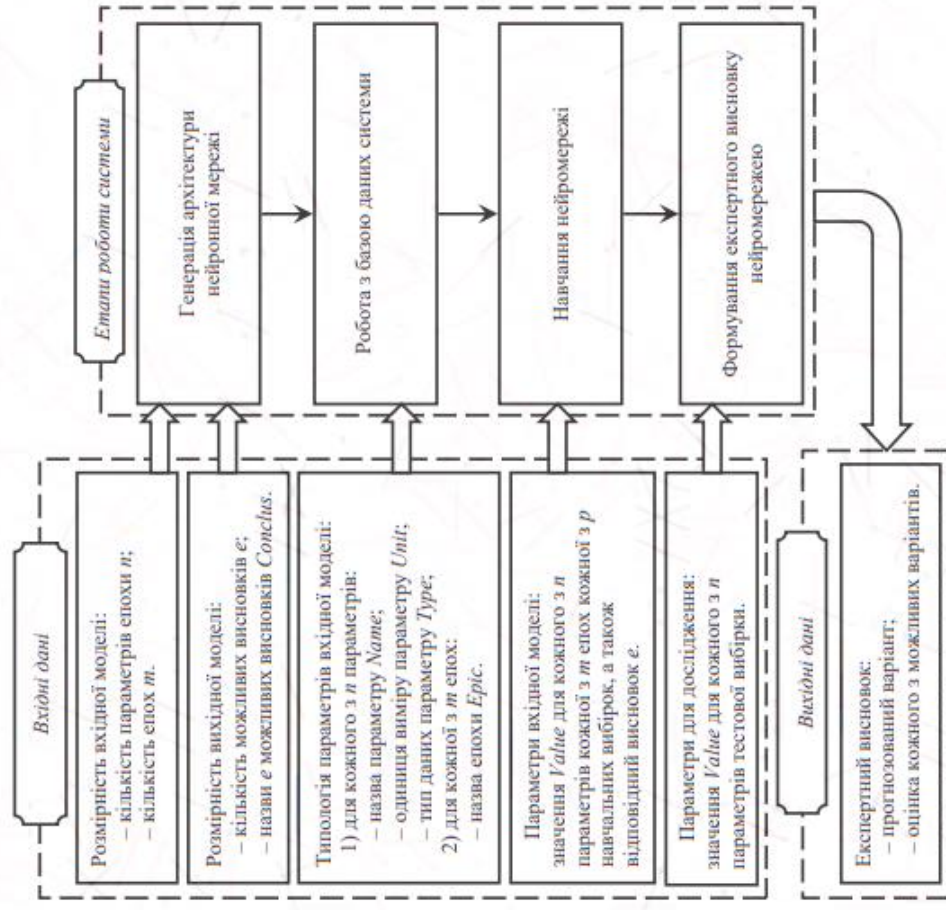 Вхідні дані
Розмірність вхідної моделі:
– кількість параметрів епохи n;
– кількість епох m.
Розмірність вихідної моделі:
– кількість можливих висновків e;
– назви e можливих висновків Conclus.
Типологія параметрів вхідної моделі:
1) для кожного з n параметрів:
– назва параметру Name;
– одиниця виміру параметру Unit;
– тип даних параметру Type;
2) для кожної з m епох:
– назва епохи Epic.
Параметри вхідної моделі:
значення Value для кожного з n
параметрів кожної з m епох кожної з p
навчальних вибірок, а також
відповідний висновок e.
Параметри для дослідження:
значення Value для кожного з n
параметрів тестової вибірки.
Етапи роботи системи
Генерація архітектури
нейронної мережі
Робота з базою даних системи
Навчання нейромережі
Формування експертного висновку
нейромережею
Вихідні дані
Експертний висновок:
– прогнозований варіант;
– оцінка кожного з можливих варіантів.